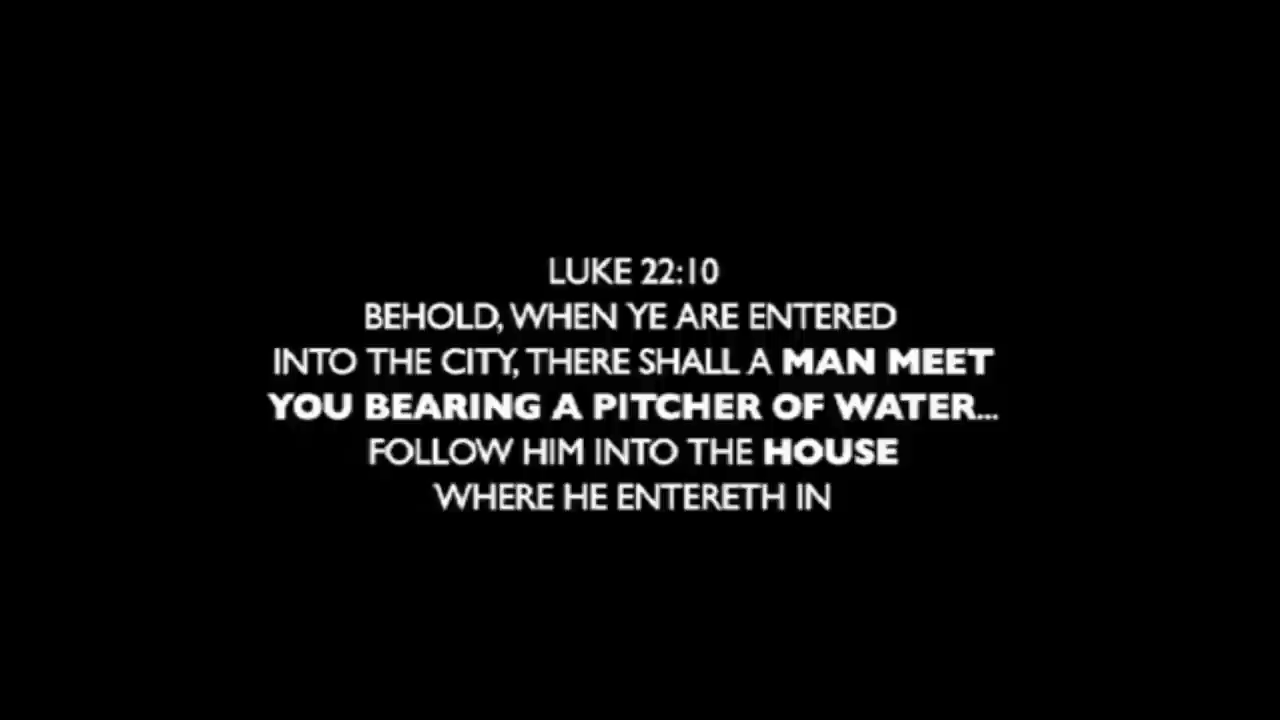 LUKE 22:10
BEHOLD, WHEN YE ARE ENTERED
INTO THE CITY, THERE SHALL A MAN MEET
YOU BEARING A PITCHER OF WATER...
FOLLOW HIM INTO THE HOUSE
WHERE HE ENTERETH IN